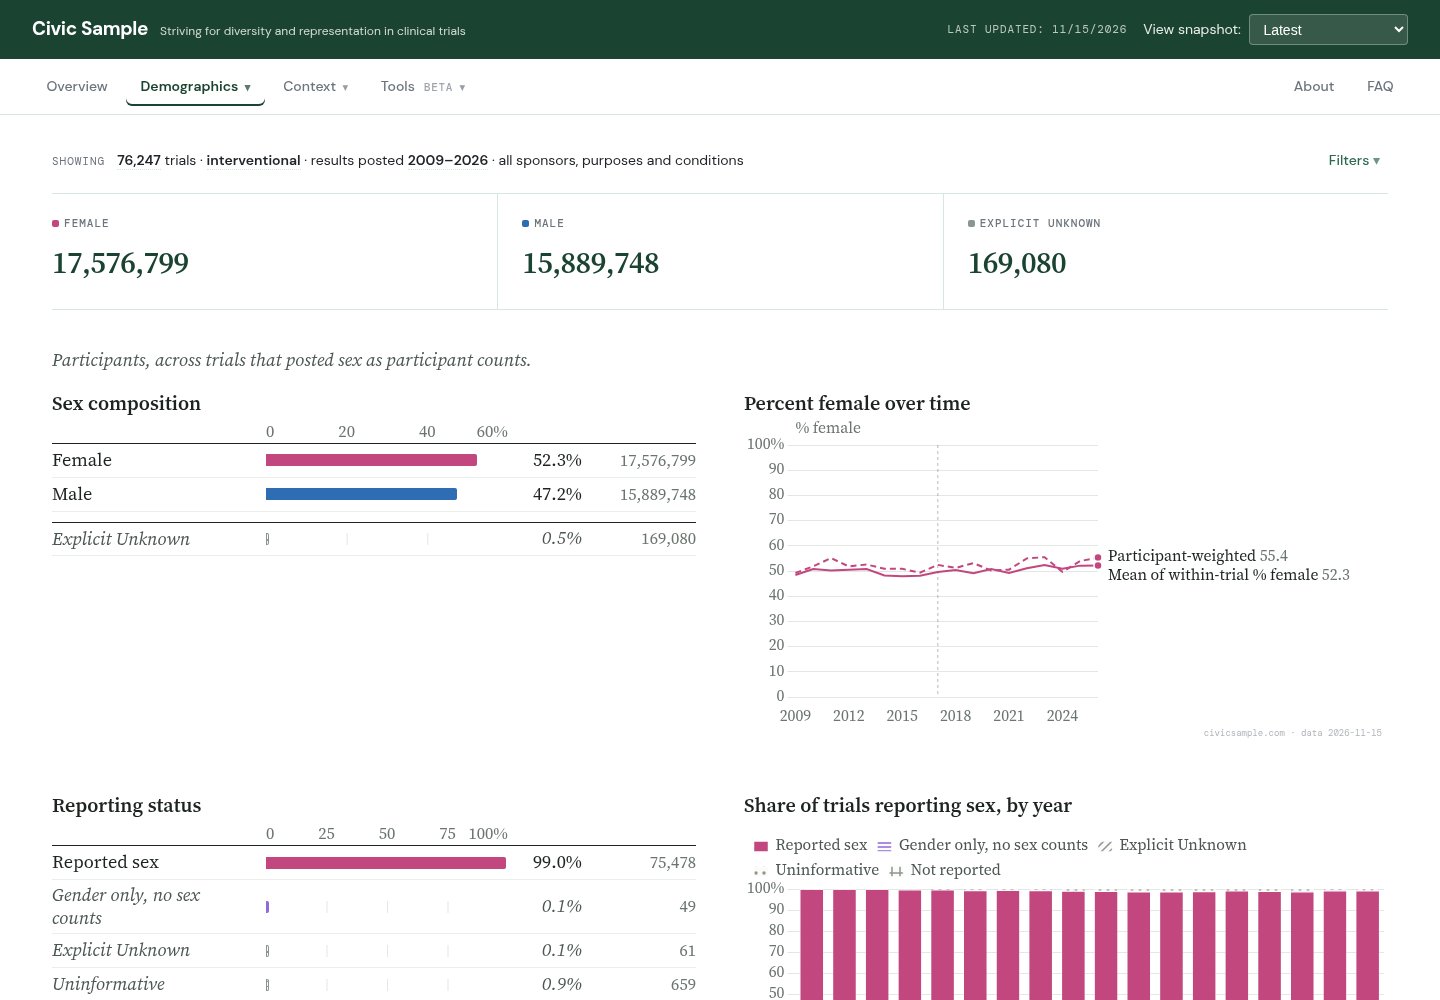 Civic Sample Striving for diversity and representation in clinical trials LAST UPDATED: 11/15/2026 View snapshot: Latest
Overview Demographics ▾ Context ▾ Tools BETA ▾ About FAQ
SHOWING 76,247 trials · interventional · results posted 2009–2026 · all sponsors, purposes and conditions Filters ▾
FEMALE MALE EXPLICIT UNKNOWN
17,576,799 15,889,748 169,080
Participants, across trials that posted sex as participant counts.
Sex composition
0 20 40 60%
Female 52.3% 17,576,799
Male 47.2% 15,889,748
Explicit Unknown 0.5% 169,080
Percent female over time
% female
100%
90
80
70
60
50
40
30
20
10
0
2009 2012 2015 2018 2021 2024
Participant-weighted 55.4
Mean of within-trial % female 52.3
civicsample.com · data 2026-11-15
Reporting status
0 25 50 75 100%
Reported sex 99.0% 75,478
Gender only, no sex
counts 0.1% 49
Explicit Unknown 0.1% 61
Uninformative 0.9% 659
Share of trials reporting sex, by year
Reported sex Gender only, no sex counts Explicit Unknown
Uninformative Not reported
100%
90
80
70
60
50